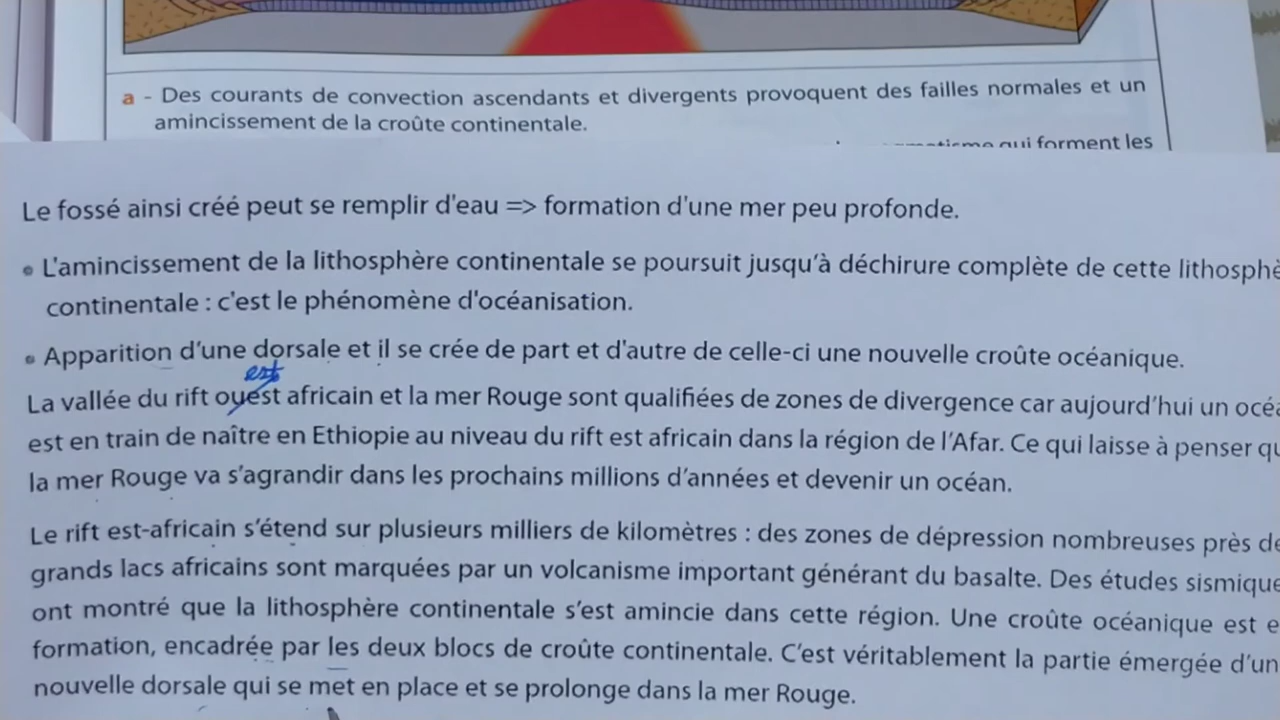 a - Des courants de convection ascendants et divergents provoquent des failles normales et un
amincissement de la croûte continentale.
qui forment les
Le fossé ainsi créé peut se remplir d'eau => formation d'une mer peu profonde.
• L'amincissement de la lithosphère continentale se poursuit jusqu'à déchirure complète de cette
continentale : c'est le phénomène d'océanisation.
• Apparition d'une dorsale et il se crée de part et d'autre de celle-ci une nouvelle croûte océanique.
est
La vallée du rift ouest africain et la mer Rouge sont qualifiées de zones de divergence car aujourd'hui un
est en train de naître en Ethiopie au niveau du rift est africain dans la région de l'Afar. Ce qui laisse à penser
la mer Rouge va s'agrandir dans les prochains millions d'années et devenir un océan.
Le rift est-africain s'étend sur plusieurs milliers de kilomètres : des zones de dépression nombreuses près
grands lacs africains sont marquées par un volcanisme important générant du basalte. Des études
ont montré que la lithosphère continentale s'est amincie dans cette région. Une croûte océanique est
formation, encadrée par les deux blocs de croûte continentale. C'est véritablement la partie émergée
nouvelle dorsale qui se met en place et se prolonge dans la mer Rouge.